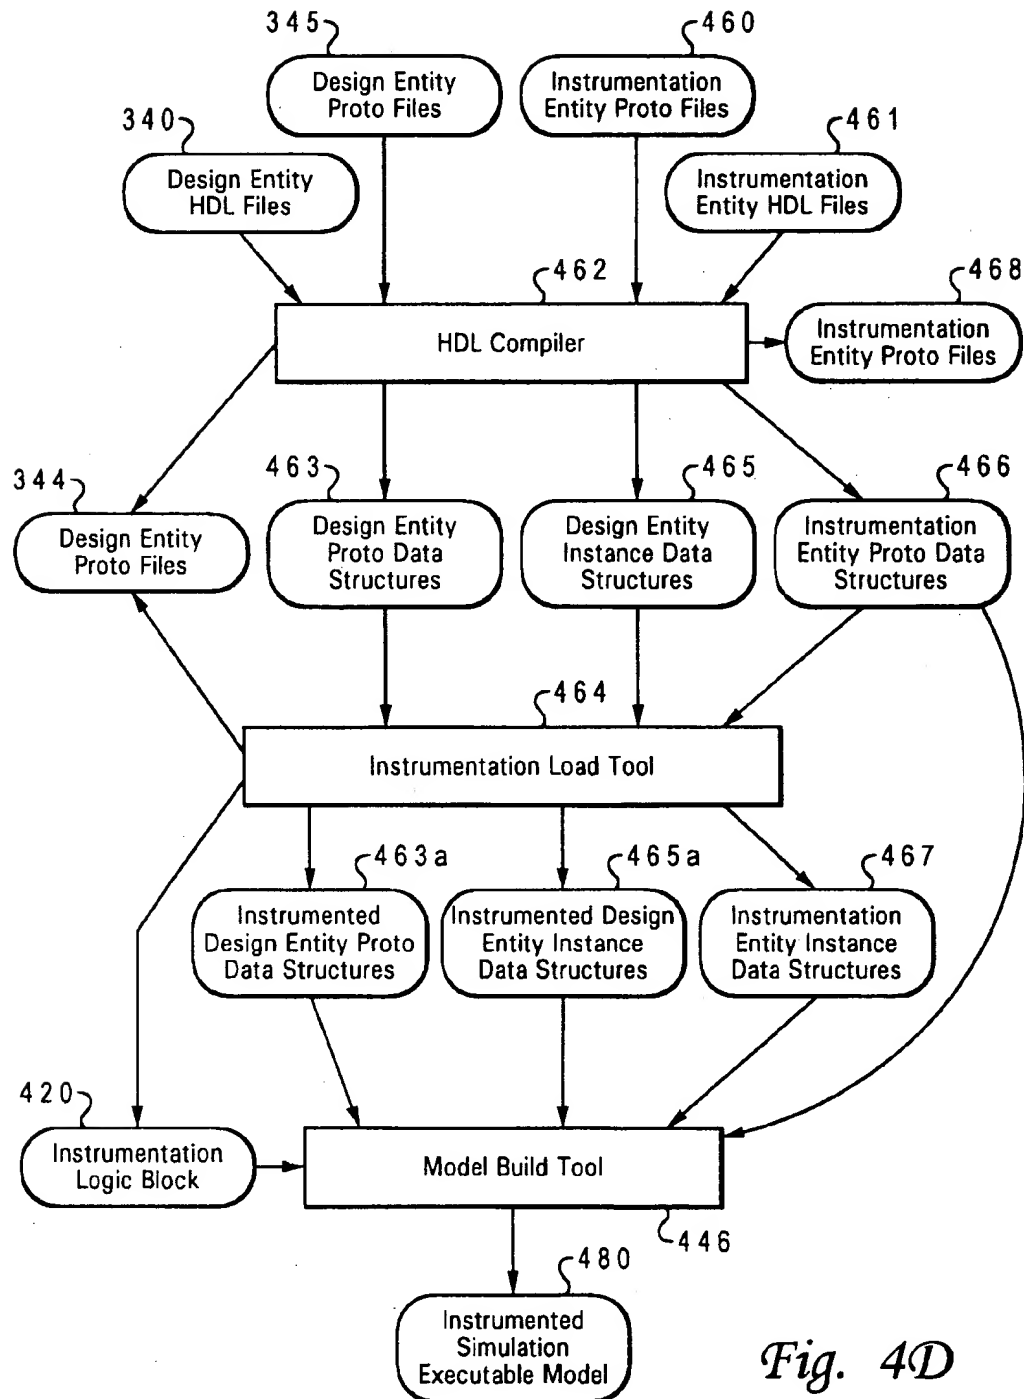 345
460
Design Entity
Proto Files
Instrumentation
Entity Proto Files
340
461
Design Entity
HDL Files
Instrumentation
Entity HDL Files
462
468
HDL Compiler
Instrumentation
Entity Proto Files
344
463
465
466
Design Entity
Proto Files
Design Entity
Proto Data
Structures
Design Entity
Instance Data
Structures
Instrumentation
Entity Proto Data
Structures
464
Instrumentation Load Tool
463a
465a
467
Instrumented
Design Entity Proto
Data Structures
Instrumented Design
Entity Instance
Data Structures
Instrumentation
Entity Instance
Data Structures
420
Instrumentation
Logic Block
Model Build Tool
446
480
Instrumented
Simulation
Executable Model
Fig. 4D